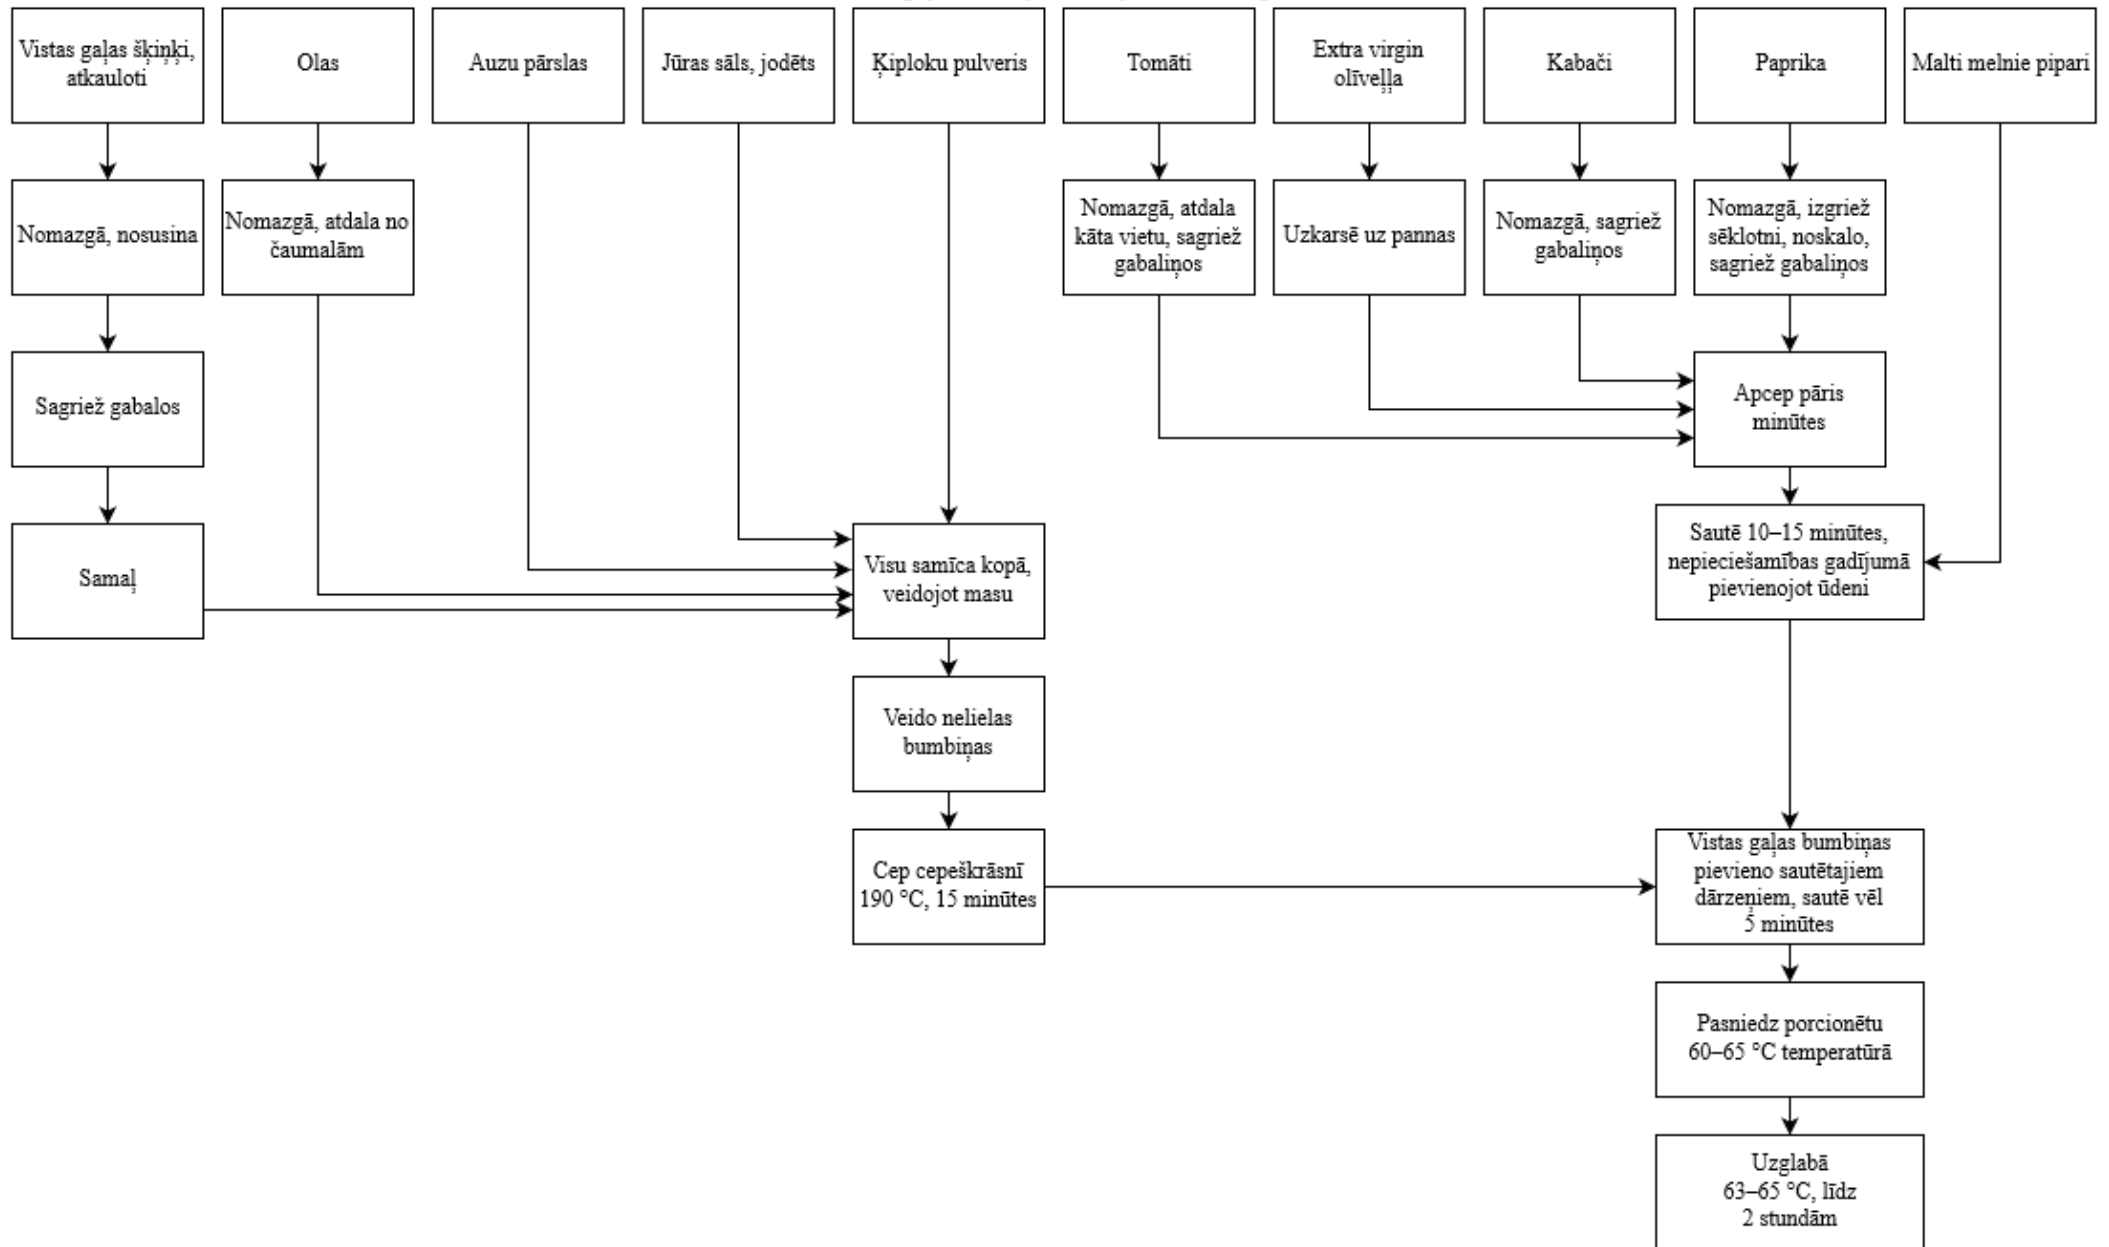 Vistas gaļas šķiņķi,
atkauloti
Olas
Auzu pārslas
Jūras sāls, jodēts
Ķiploku pulveris
Tomāti
Extra virgin
olīveļļa
Kabači
Paprika
Malti melnie pipari
Nomazgā, nosusina
Nomazgā, atdala no
čaumalām
Nomazgā, atdala
kāta vietu, sagriež
gabaliņos
Uzkarsē uz pannas
Nomazgā, sagriež
gabaliņos
Nomazgā, izgriež
sēklotni, noskalo,
sagriež gabaliņos
Sagriež gabalos
Apcep pāris
minūtes
Samaļ
Visu samīca kopā,
veidojot masu
Sautē 10–15 minūtes,
nepieciešamības gadījumā
pievienojot ūdeni
Veido nelielas
bumbiņas
Cep cepeškrāsnī
190 °C, 15 minūtes
Vistas gaļas bumbiņas
pievieno sautētajiem
dārzeņiem, sautē vēl
5 minūtes
Pasniedz porcionētu
60–65 °C temperatūrā
Uzglabā
63–65 °C, līdz
2 stundām